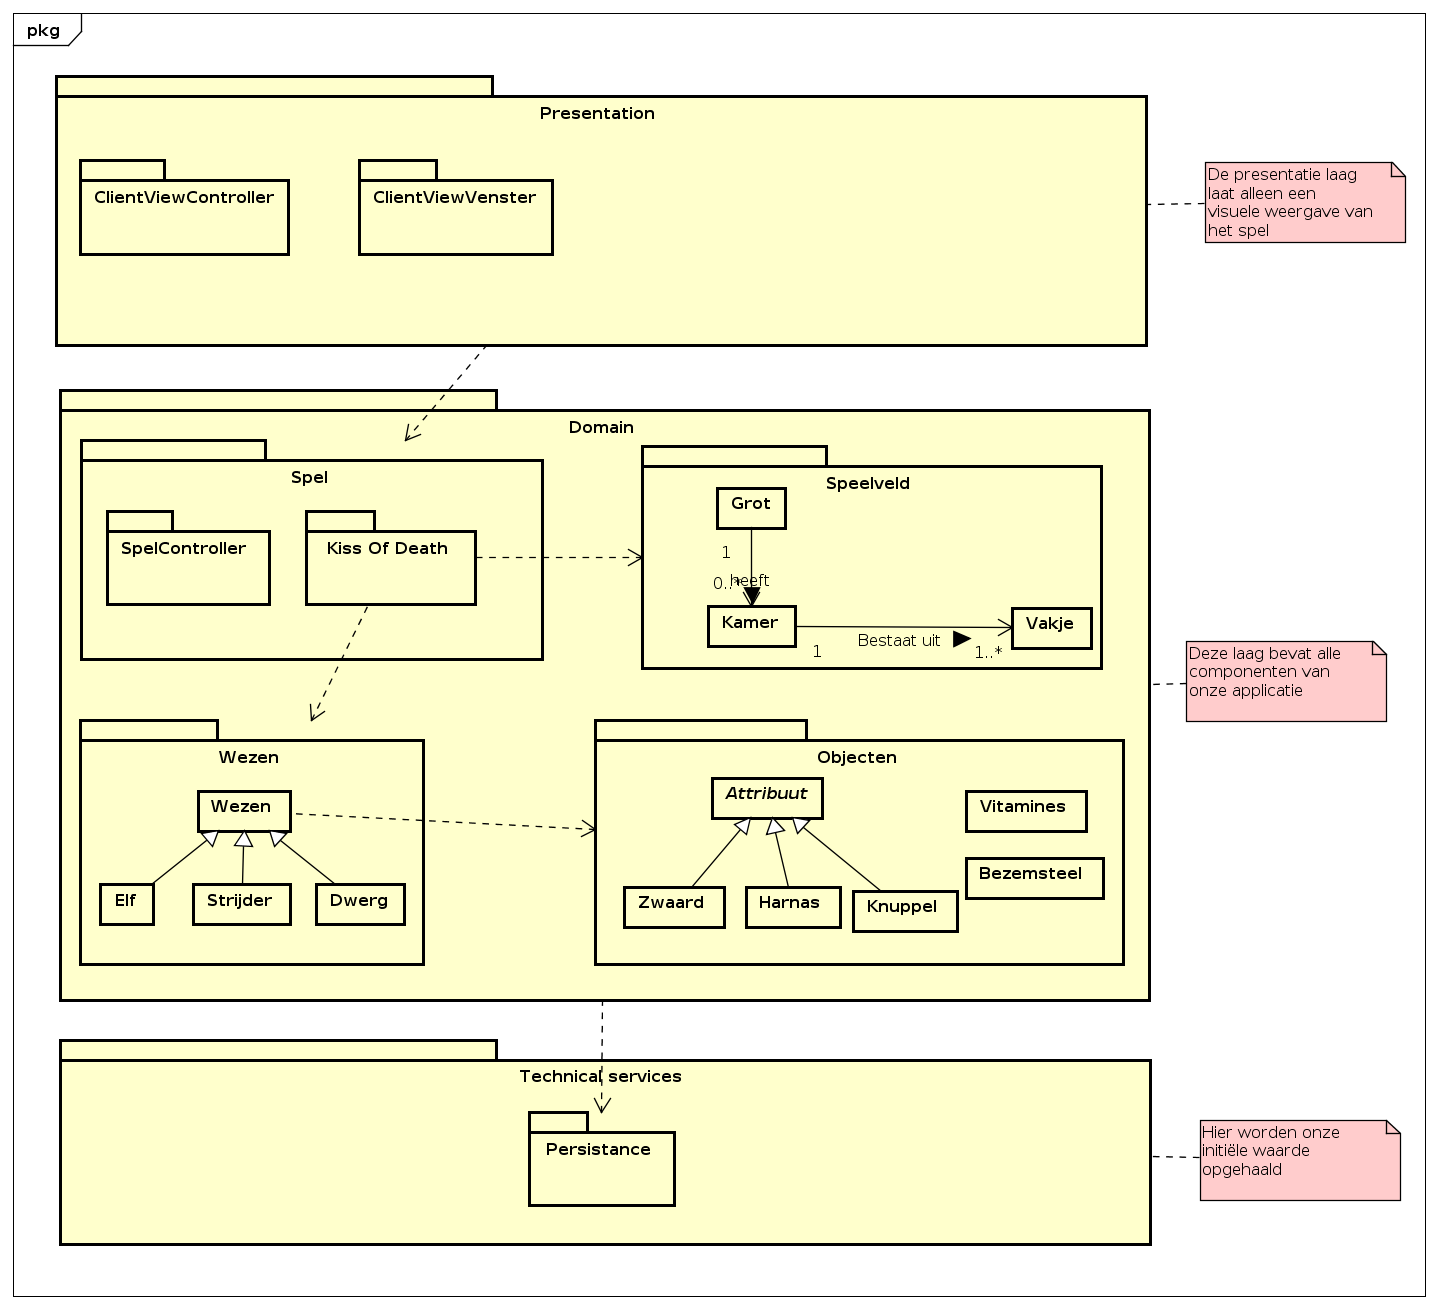 pkg
Presentation
ClientViewController
ClientViewVenster
De presentatie laag
laat alleen een
visuele weergave van
het spel
Domain
Spel
SpelController
Kiss Of Death
Speelveld
Grot
1
0..*
heeft
Kamer
1
Bestaat uit
1..*
Vakje
Deze laag bevat alle
componenten van
onze applicatie
Wezen
Wezen
Elf
Strijder
Dwerg
Objecten
Attribuut
Vitamines
Bezemsteel
Zwaard
Harnas
Knuppel
Technical services
Persistance
Hier worden onze
initiële waarde
opgehaald